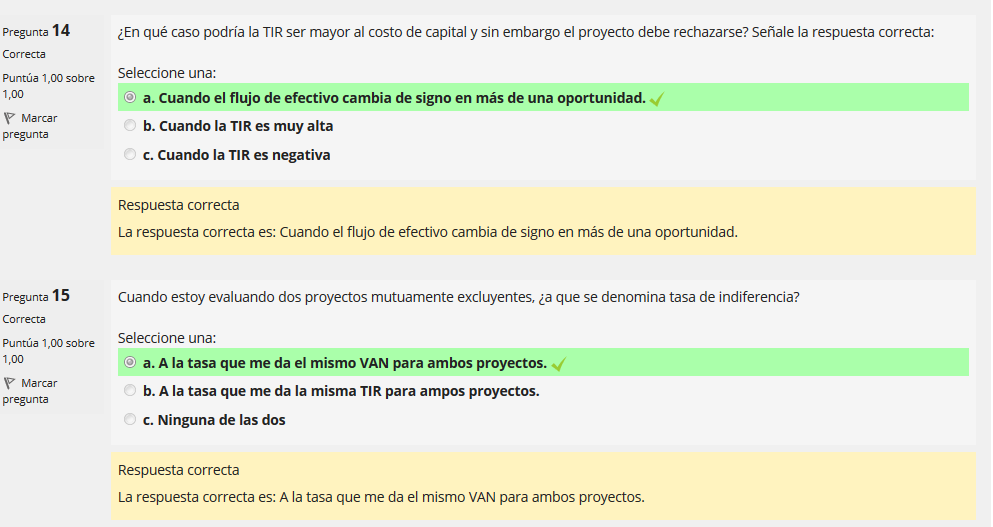 Pregunta 14
Correcta
Puntúa 1,00 sobre
1,00
Marcar
pregunta
¿En qué caso podría la TIR ser mayor al costo de capital y sin embargo el proyecto debe rechazarse? Señale la respuesta correcta:
Seleccione una:
a. Cuando el flujo de efectivo cambia de signo en más de una oportunidad.
b. Cuando la TIR es muy alta
c. Cuando la TIR es negativa
Respuesta correcta
La respuesta correcta es: Cuando el flujo de efectivo cambia de signo en más de una oportunidad.
Pregunta 15
Correcta
Puntúa 1,00 sobre
1,00
Marcar
pregunta
Cuando estoy evaluando dos proyectos mutuamente excluyentes, ¿a que se denomina tasa de indiferencia?
Seleccione una:
a. A la tasa que me da el mismo VAN para ambos proyectos.
b. A la tasa que me da la misma TIR para ampos proyectos.
c. Ninguna de las dos
Respuesta correcta
La respuesta correcta es: A la tasa que me da el mismo VAN para ambos proyectos.